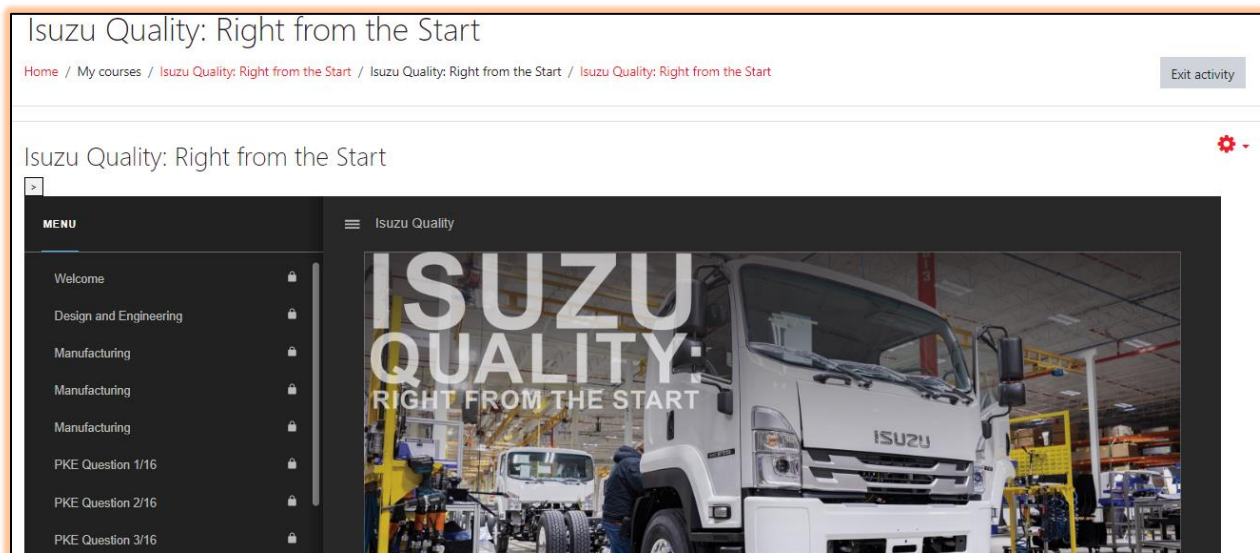 Isuzu Quality: Right from the Start
Home / My courses / Isuzu Quality: Right from the Start / Isuzu Quality: Right from the Start / Isuzu Quality: Right from the Start
Exit activity
Isuzu Quality: Right from the Start
>
MENU
Isuzu Quality
Welcome
Design and Engineering
Manufacturing
Manufacturing
Manufacturing
PKE Question 1/16
PKE Question 2/16
PKE Question 3/16
ISUZU
QUALITY:
RIGHT FROM THE START
ISUZU